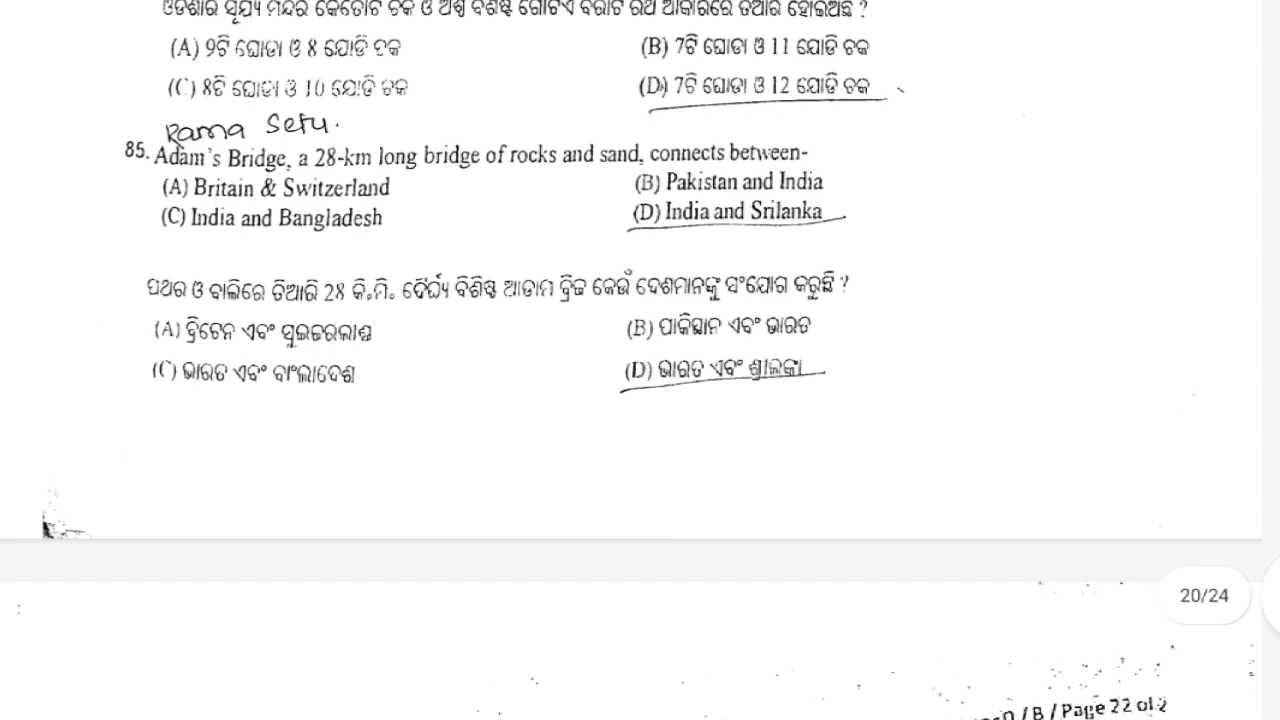 ଓଡିଶାର ସୂର୍ଯ୍ୟ ମନ୍ଦିର କେତୋଟି ଚକ ଓ ଅଶ୍ୱ ବିଶିଷ୍ଟ ଗୋଟିଏ ବିରାଟ ରଥ ଆକାରରେ ତିଆରି ହୋଇଅଛି ?
(A) 9ଟି ଘୋଡା ଓ 8 ଯୋଡି ଚକ (B) 7ଟି ଘୋଡା ଓ 11 ଯୋଡି ଚକ
(C) 8ଟି ଘୋଡା ଓ 10 ଯୋଡି ଚକ (D) 7ଟି ଘୋଡା ଓ 12 ଯୋଡି ଚକ
Rama Setu.
85. Adam's Bridge, a 28-km long bridge of rocks and sand, connects between-
(A) Britain & Switzerland (B) Pakistan and India
(C) India and Bangladesh (D) India and Srilanka
ପଥର ଓ ବାଲିରେ ତିଆରି 28 କି.ମି. ଦୈର୍ଘ୍ୟ ବିଶିଷ୍ଟ ଆଡାମ ବ୍ରିଜ କେଉଁ ଦେଶମାନଙ୍କୁ ସଂଯୋଗ କରୁଛି ?
(A) ବ୍ରିଟେନ ଏବଂ ସୁଇଜରଲାଣ୍ଡ (B) ପାକିସ୍ଥାନ ଏବଂ ଭାରତ
(C) ଭାରତ ଏବଂ ବାଂଲାଦେଶ (D) ଭାରତ ଏବଂ ଶ୍ରୀଲଙ୍କା
20/24
/ B / Page 22 of 2